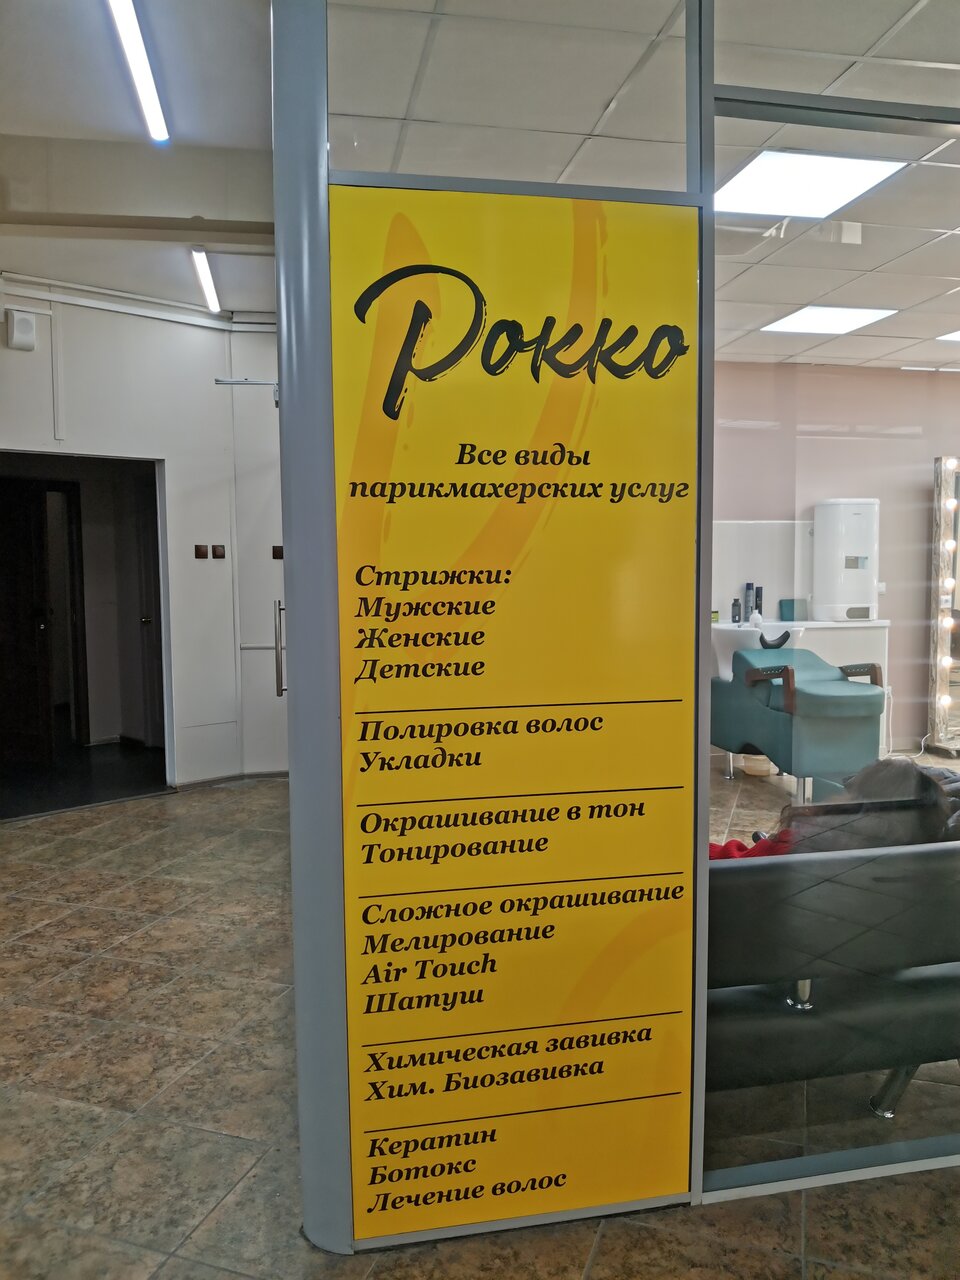 Рокко
Все виды
парикмахерских услуг
Стрижки:
Мужские
Женские
Детские
Полировка волос
Укладки
Окрашивание в тон
Тонирование
Сложное окрашивание
Мелирование
Air Touch
Шатуш
Химическая завивка
Хим. Биозавивка
Кератин
Ботокс
Лечение волос